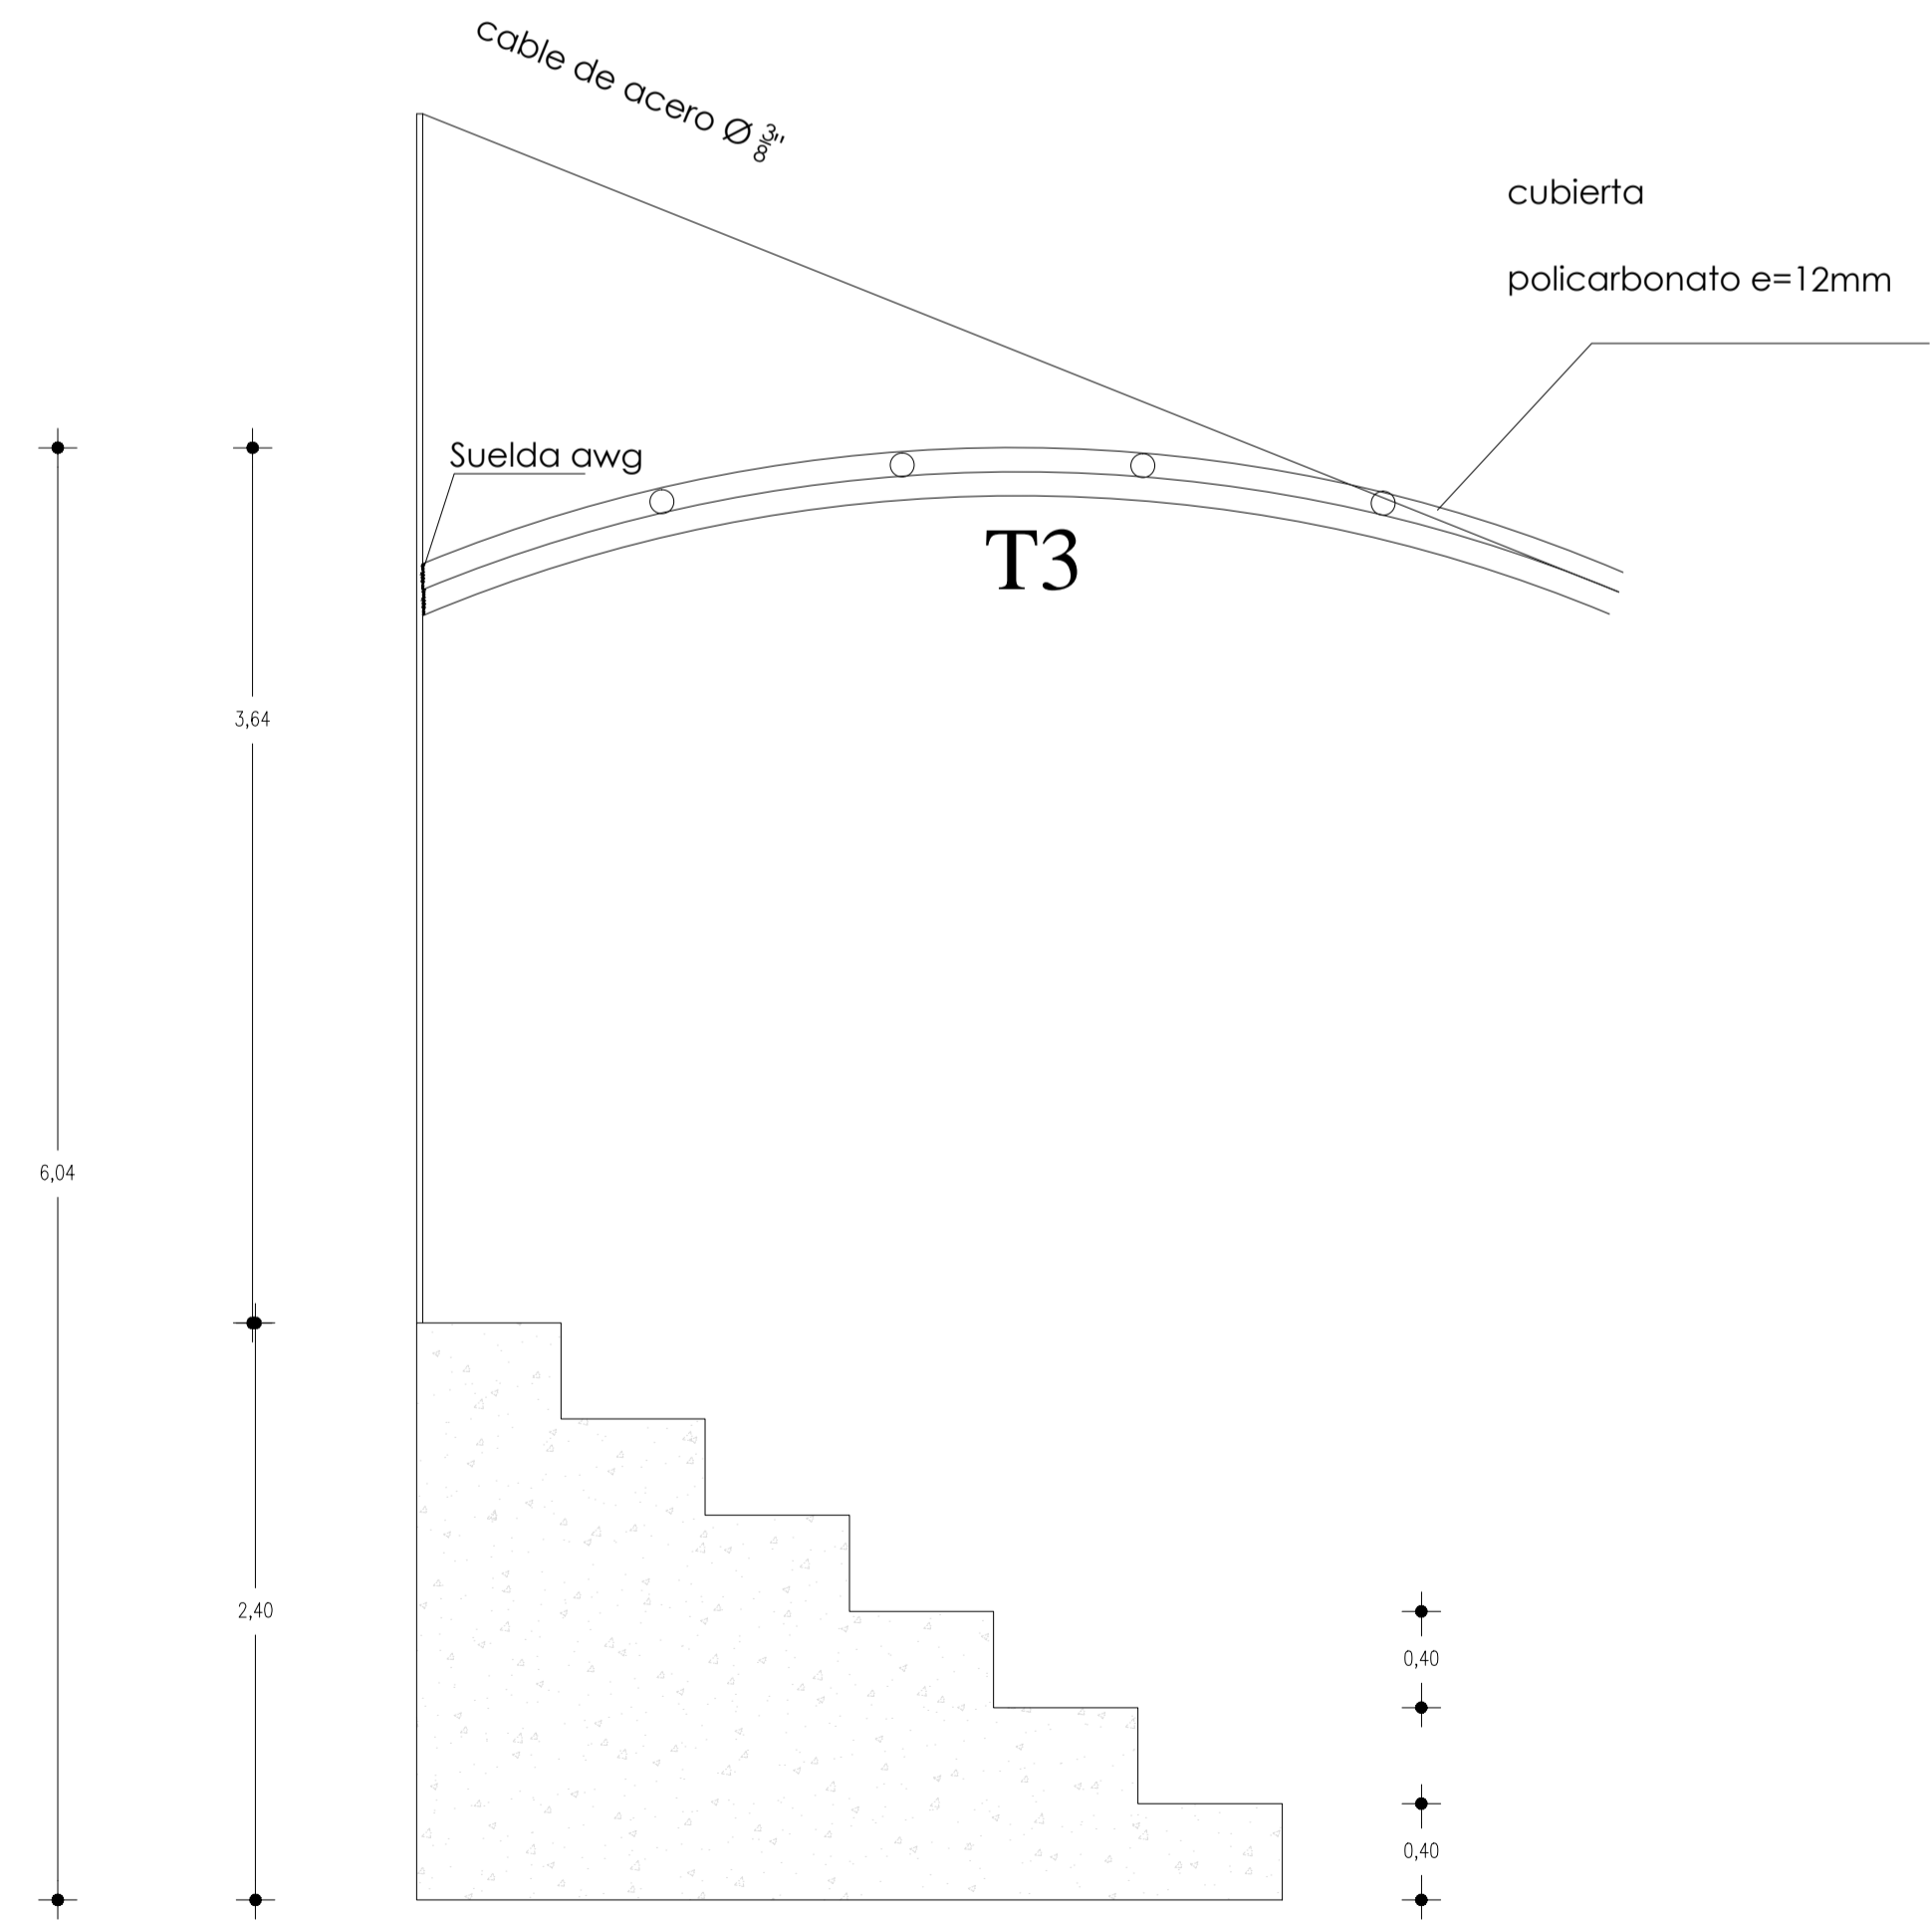 cable de acero Ø 3/8"
cubierta
policarbonato e=12mm
Suelda awg
T3
3,64
6,04
2,40
0,40
0,40